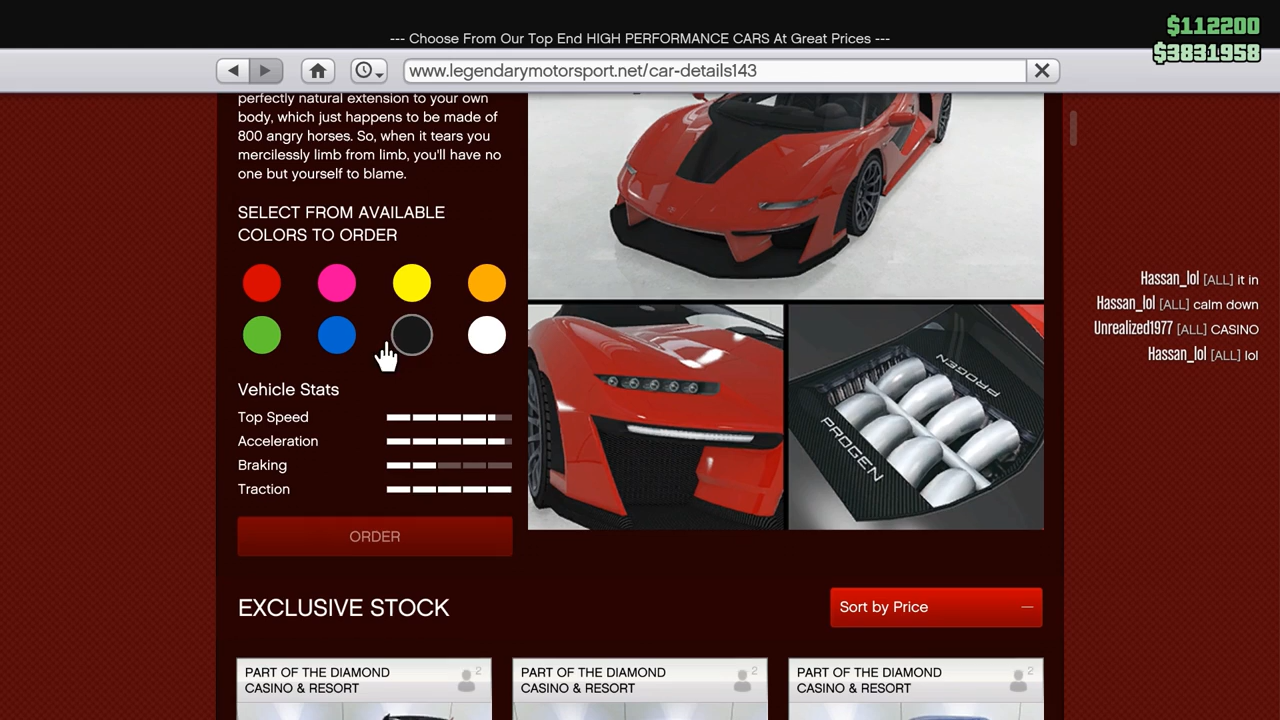 $112200
--- Choose From Our Top End HIGH PERFORMANCE CARS At Great Prices ---
$3831958
www.legendarymotorsport.net/car-details143
perfectly natural extension to your own
body, which just happens to be made of
800 angry horses. So, when it tears you
mercilessly limb from limb, you'll have no
one but yourself to blame.
SELECT FROM AVAILABLE
COLORS TO ORDER
Hassan_lol [ALL] it in
Hassan_lol [ALL] calm down
Unrealized1977 [ALL] CASINO
Hassan_lol [ALL] lol
Vehicle Stats
Top Speed
Acceleration
Braking
Traction
PROGEN
PROGEN
ORDER
EXCLUSIVE STOCK
Sort by Price
PART OF THE DIAMOND
CASINO & RESORT
2
PART OF THE DIAMOND
CASINO & RESORT
2
PART OF THE DIAMOND
CASINO & RESORT
2